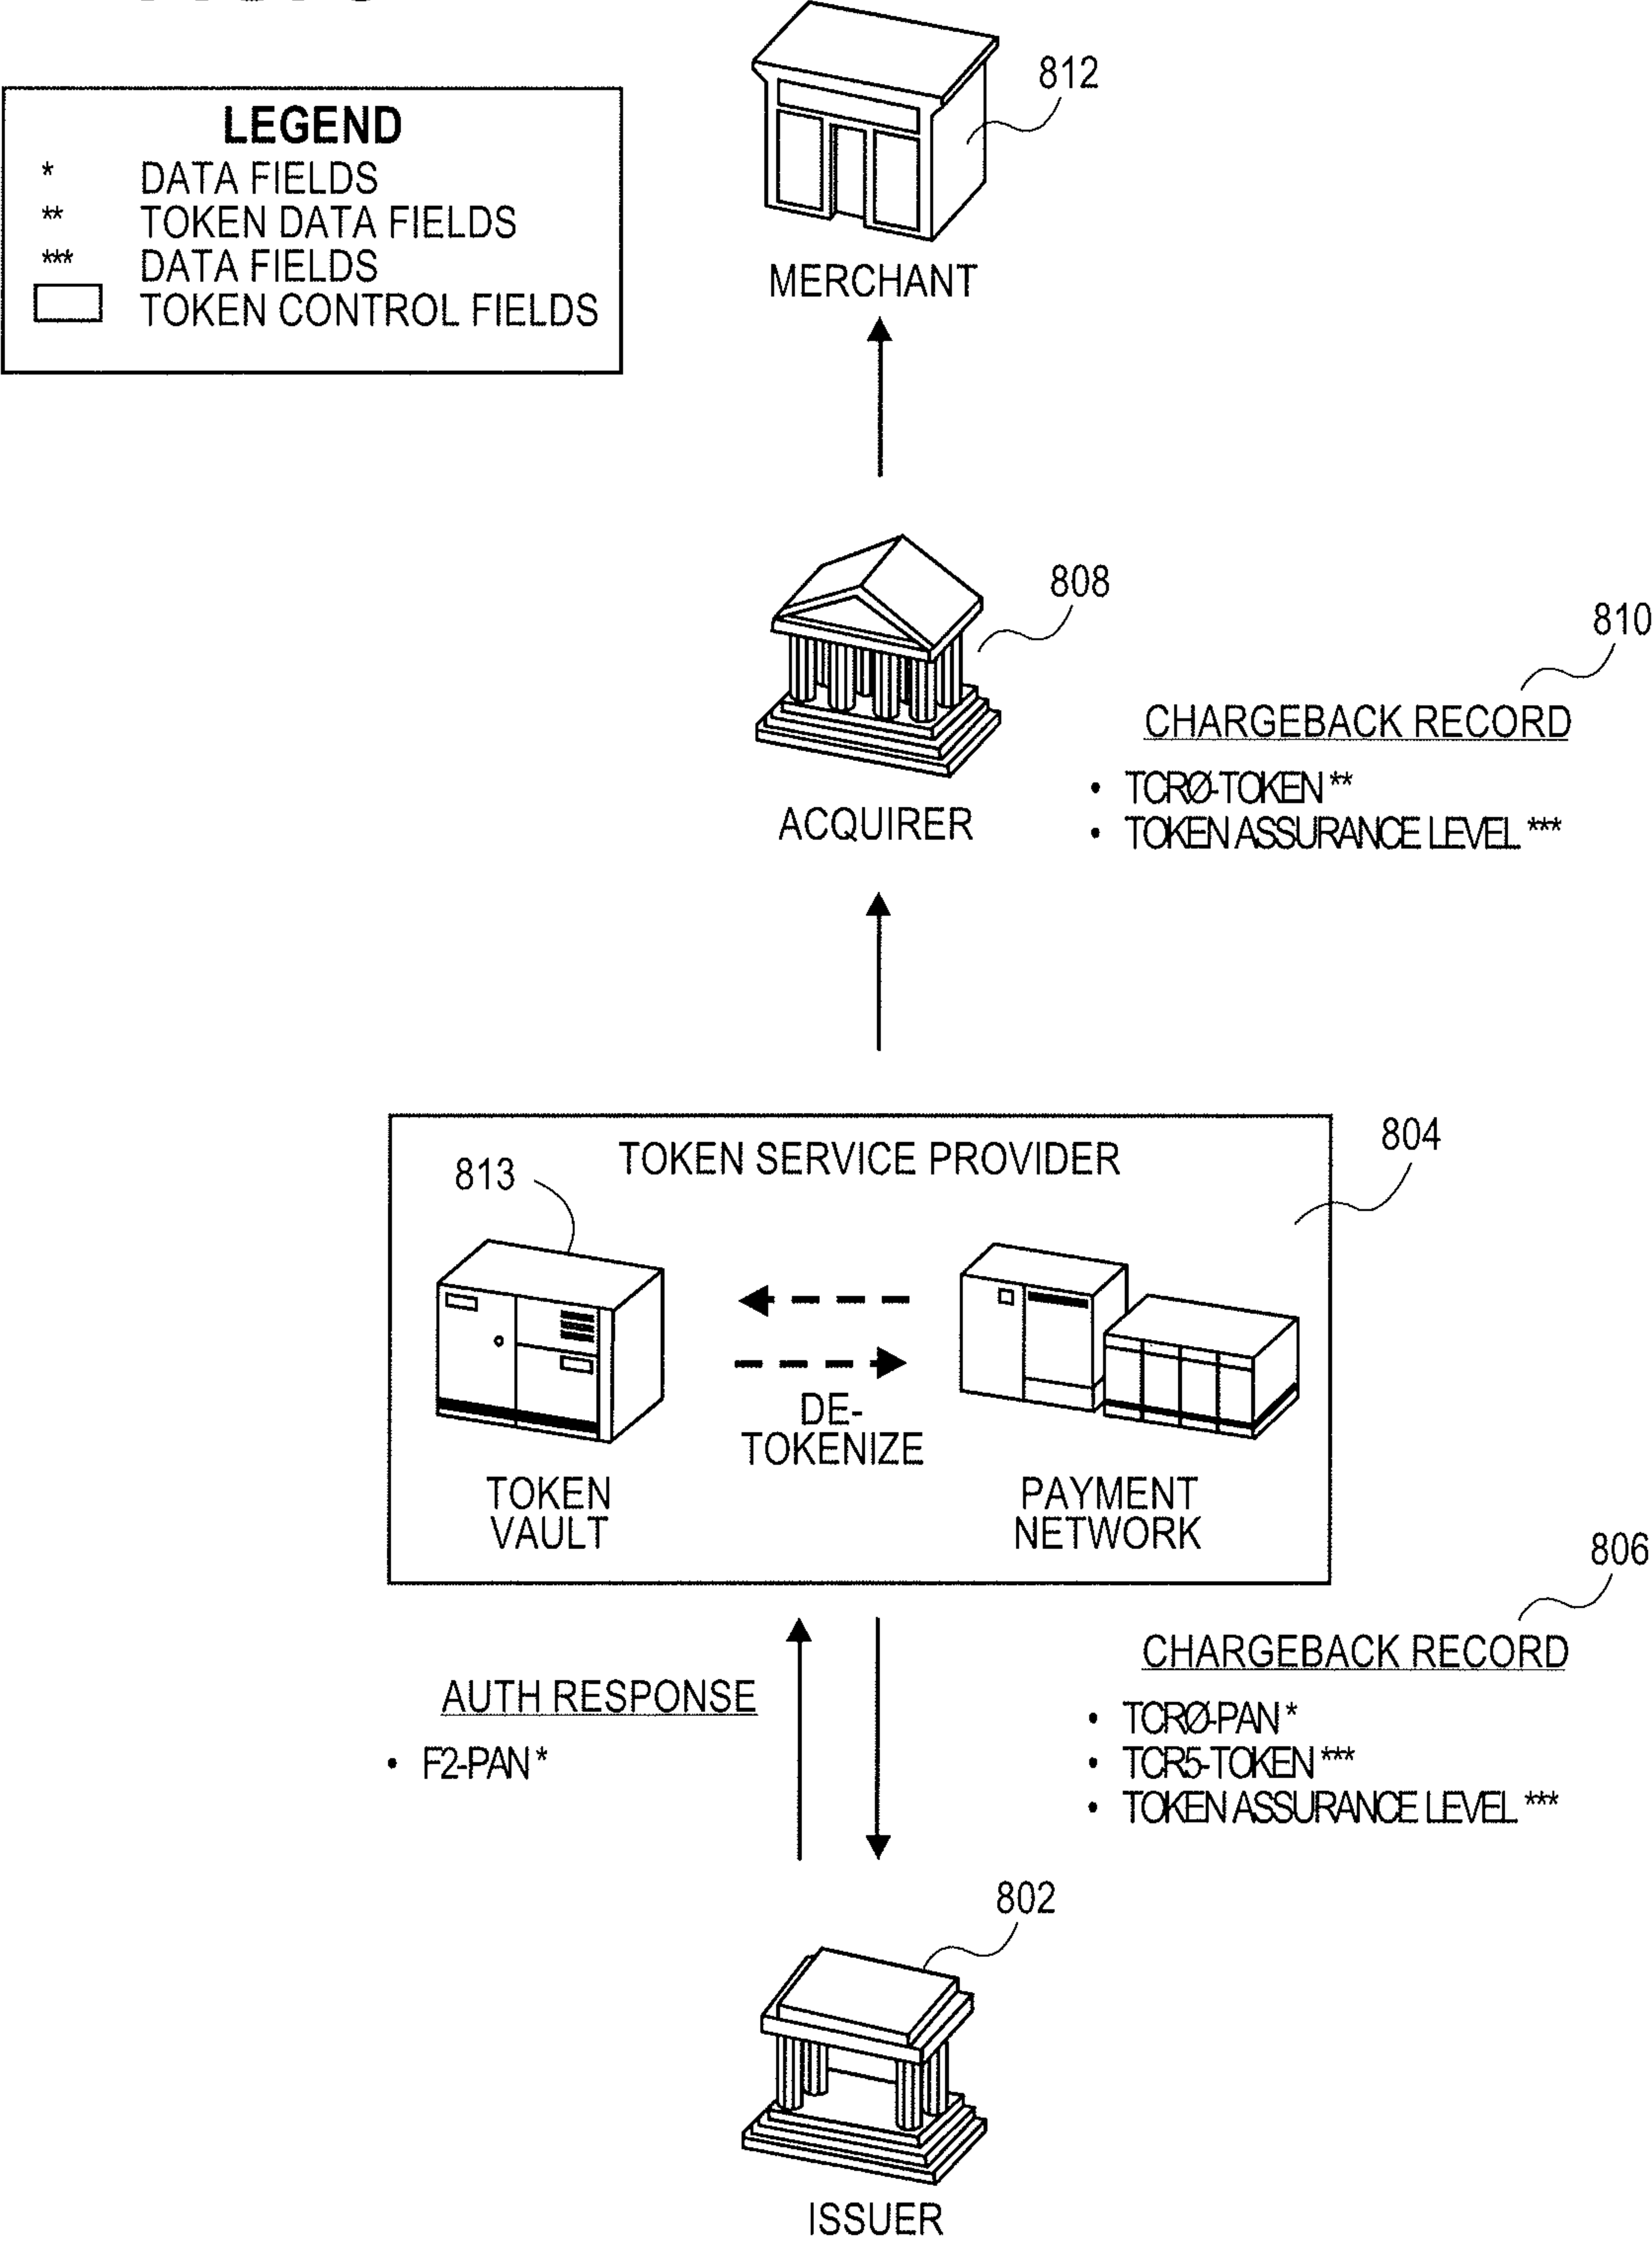 812
LEGEND
* DATA FIELDS
** TOKEN DATA FIELDS
*** DATA FIELDS
TOKEN CONTROL FIELDS
MERCHANT
808
810
CHARGEBACK RECORD
• TCRØ-TOKEN **
• TOKEN ASSURANCE LEVEL ***
ACQUIRER
804
TOKEN SERVICE PROVIDER
813
DE-
TOKENIZE
TOKEN
VAULT
PAYMENT
NETWORK
806
CHARGEBACK RECORD
• TCRØ-PAN *
• TCR5-TOKEN ***
• TOKEN ASSURANCE LEVEL ***
AUTH RESPONSE
• F2-PAN *
802
ISSUER